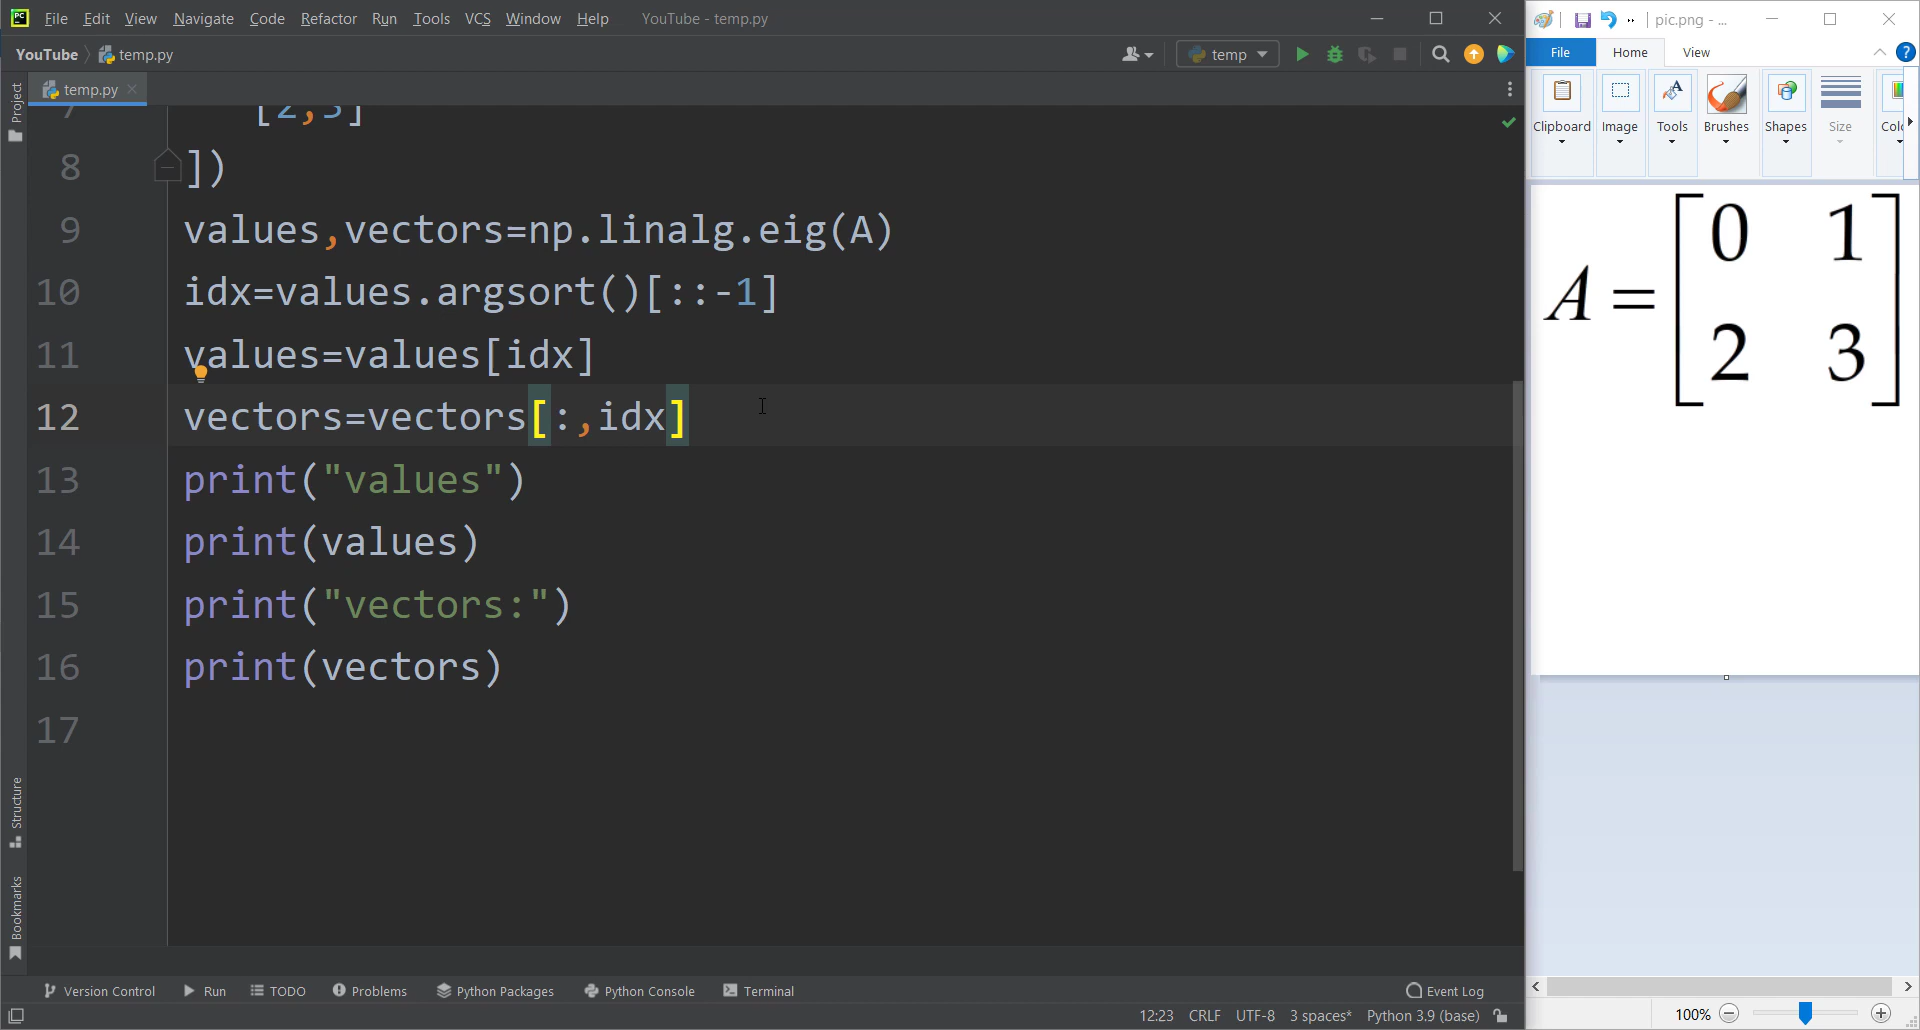 File Edit View Navigate Code Refactor Run Tools VCS Window Help YouTube - temp.py
YouTube temp.py temp
temp.py
Project
7 [2,3]
8 ])
9 values,vectors=np.linalg.eig(A)
10 idx=values.argsort()[::-1]
11 values=values[idx]
12 vectors=vectors[:,idx]
13 print("values")
14 print(values)
15 print("vectors:")
16 print(vectors)
17
Structure
Bookmarks
Version Control Run TODO Problems Python Packages Python Console Terminal Event Log
12:23 CRLF UTF-8 3 spaces* Python 3.9 (base)
pic.png - ...
File Home View
Clipboard Image Tools Brushes Shapes Size Colo
0 1
A =
2 3
100%